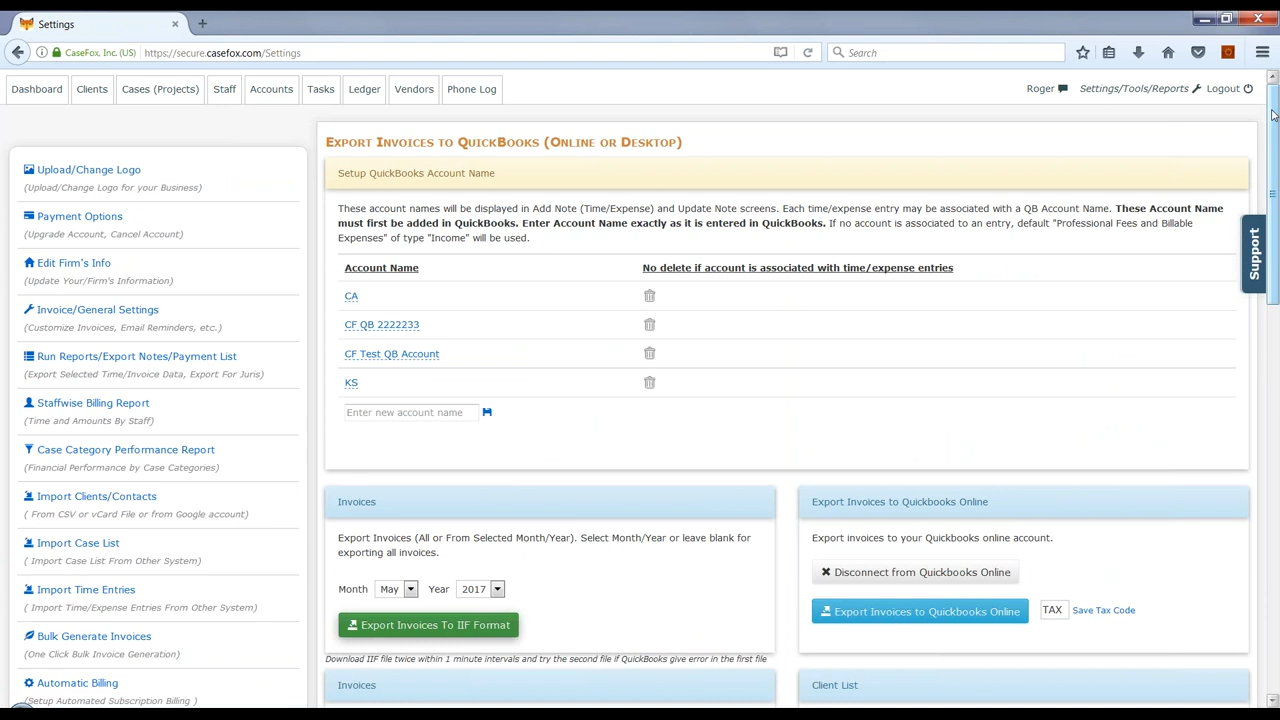 Settings
CaseFox, Inc. (US)
https://secure.casefox.com/Settings
Search
Dashboard
Clients
Cases (Projects)
Staff
Accounts
Tasks
Ledger
Vendors
Phone Log
Roger
Settings/Tools/Reports
Logout
Upload/Change Logo
(Upload/Change Logo for your Business)
Payment Options
(Upgrade Account, Cancel Account)
Edit Firm's Info
(Update Your/Firm's Information)
Invoice/General Settings
(Customize Invoices, Email Reminders, etc.)
Run Reports/Export Notes/Payment List
(Export Selected Time/Invoice Data, Export For Juris)
Staffwise Billing Report
(Time and Amounts By Staff)
Case Category Performance Report
(Financial Performance by Case Categories)
Import Clients/Contacts
( From CSV or vCard File or from Google account)
Import Case List
( Import Case List From Other System)
Import Time Entries
( Import Time/Expense Entries From Other System)
Bulk Generate Invoices
(One Click Bulk Invoice Generation)
Automatic Billing
(Setup Automated Subscription Billing )
Export Invoices to QuickBooks (Online or Desktop)
Setup QuickBooks Account Name
These account names will be displayed in Add Note (Time/Expense) and Update Note screens. Each time/expense entry may be associated with a QB Account Name. These Account Name
must first be added in QuickBooks. Enter Account Name exactly as it is entered in QuickBooks. If no account is associated to an entry, default "Professional Fees and Billable
Expenses" of type "Income" will be used.
Account Name
No delete if account is associated with time/expense entries
CA
CF QB 2222233
CF Test QB Account
KS
Enter new account name
Support
Invoices
Export Invoices (All or From Selected Month/Year). Select Month/Year or leave blank for
exporting all invoices.
Month May Year 2017
Export Invoices To IIF Format
Download IIF file twice within 1 minute intervals and try the second file if QuickBooks give error in the first file
Export Invoices to Quickbooks Online
Export invoices to your Quickbooks online account.
Disconnect from Quickbooks Online
Export Invoices to Quickbooks Online
TAX
Save Tax Code
Invoices
Client List